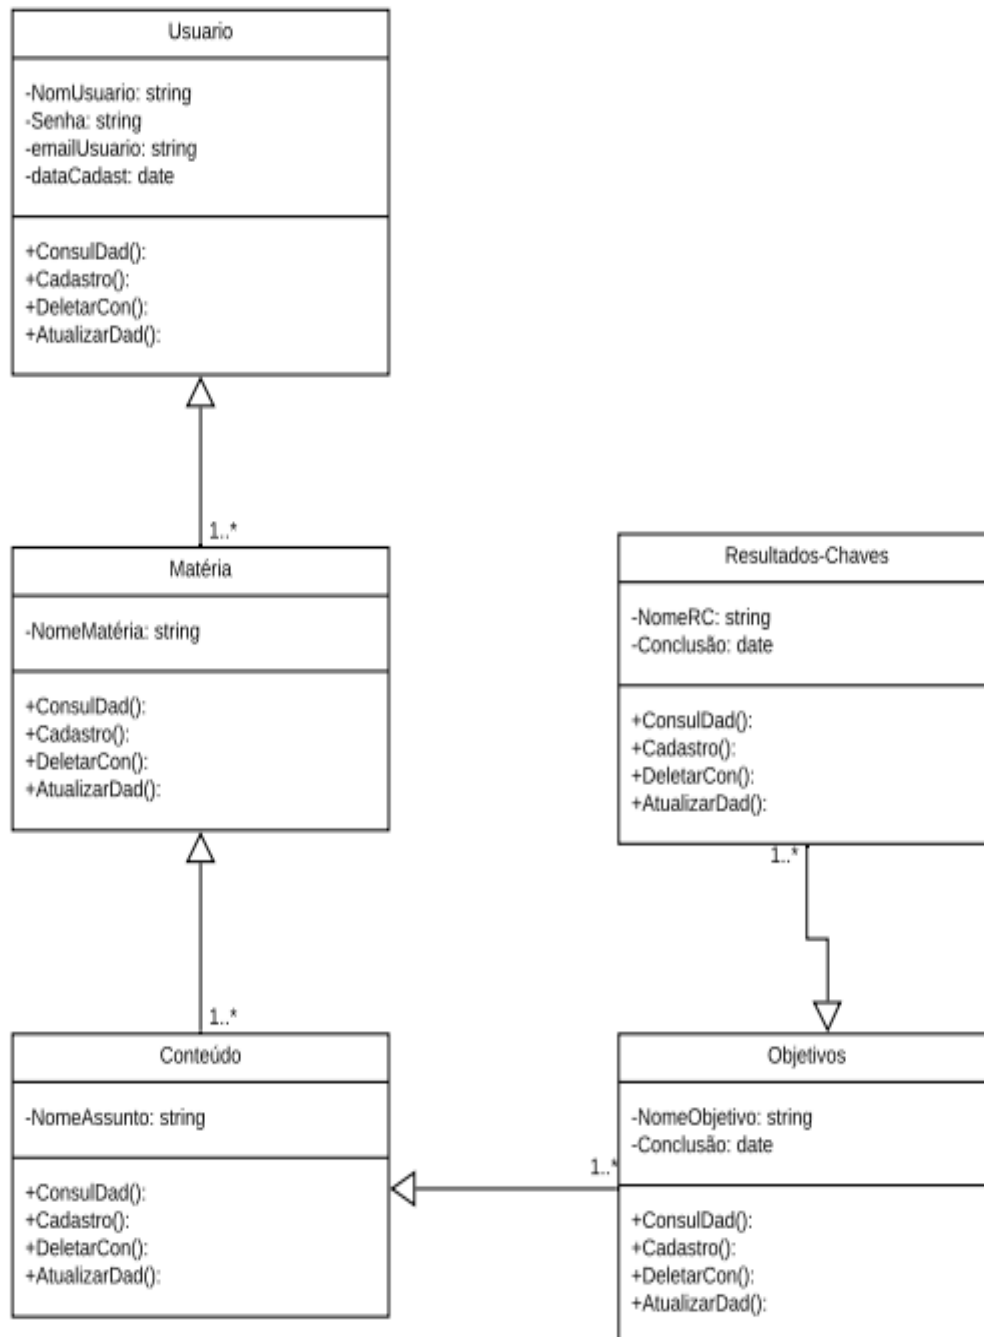 Usuario
-NomUsuario: string
-Senha: string
-emailUsuario: string
-dataCadast: date
+ConsulDad():
+Cadastro():
+DeletarCon():
+AtualizarDad():
1..*
Matéria
-NomeMatéria: string
+ConsulDad():
+Cadastro():
+DeletarCon():
+AtualizarDad():
1..*
Conteúdo
-NomeAssunto: string
+ConsulDad():
+Cadastro():
+DeletarCon():
+AtualizarDad():
Resultados-Chaves
-NomeRC: string
-Conclusão: date
+ConsulDad():
+Cadastro():
+DeletarCon():
+AtualizarDad():
1..*
Objetivos
-NomeObjetivo: string
-Conclusão: date
1..*
+ConsulDad():
+Cadastro():
+DeletarCon():
+AtualizarDad():